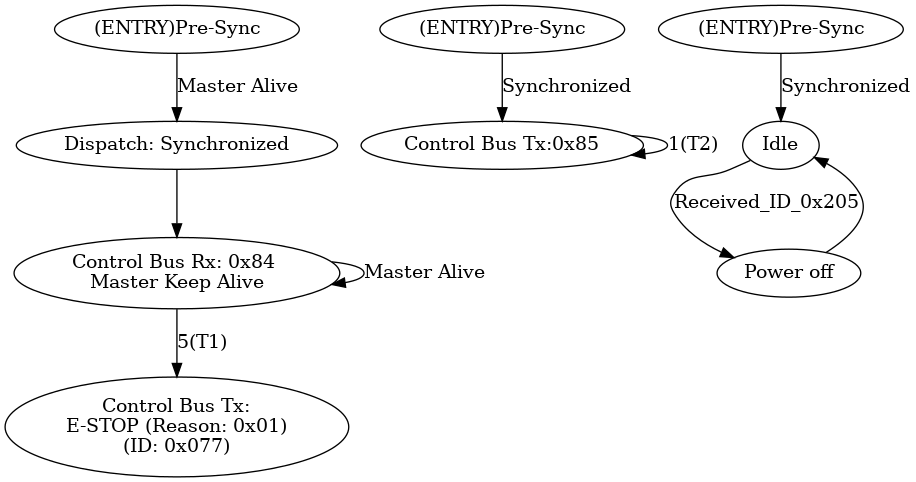 (ENTRY)Pre-Sync
(ENTRY)Pre-Sync
(ENTRY)Pre-Sync
Master Alive
Synchronized
Synchronized
Dispatch: Synchronized
Control Bus Tx:0x85
1(T2)
Idle
Received_ID_0x205
Control Bus Rx: 0x84
Master Keep Alive
Master Alive
Power off
5(T1)
Control Bus Tx:
E-STOP (Reason: 0x01)
(ID: 0x077)